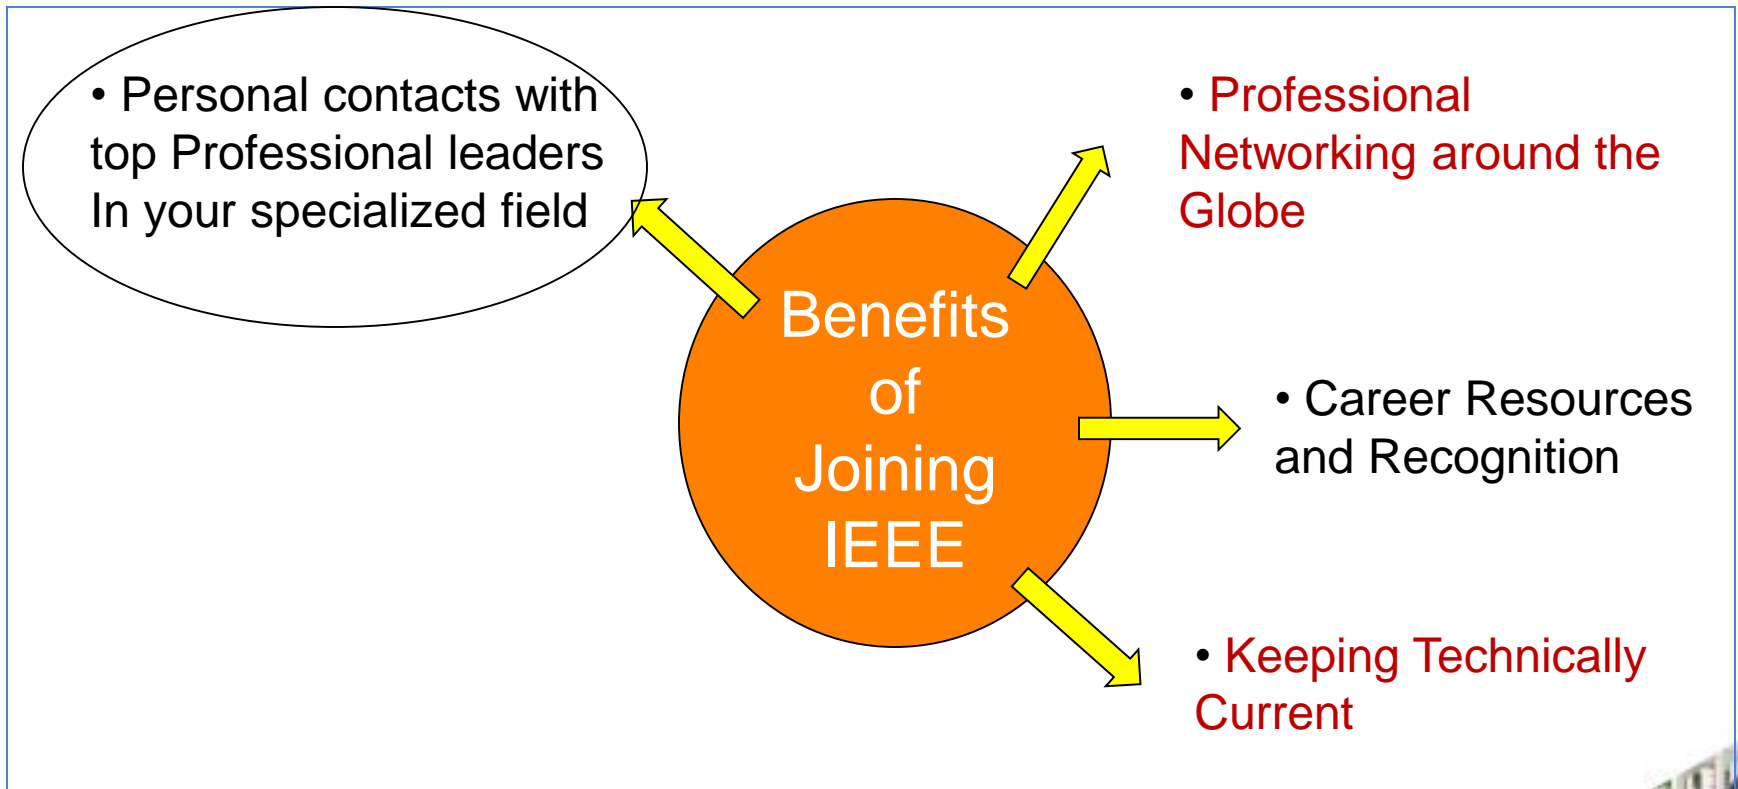 • Personal contacts with
top Professional leaders
In your specialized field
• Professional
Networking around the
Globe
Benefits
of
Joining
IEEE
• Career Resources
and Recognition
• Keeping Technically
Current